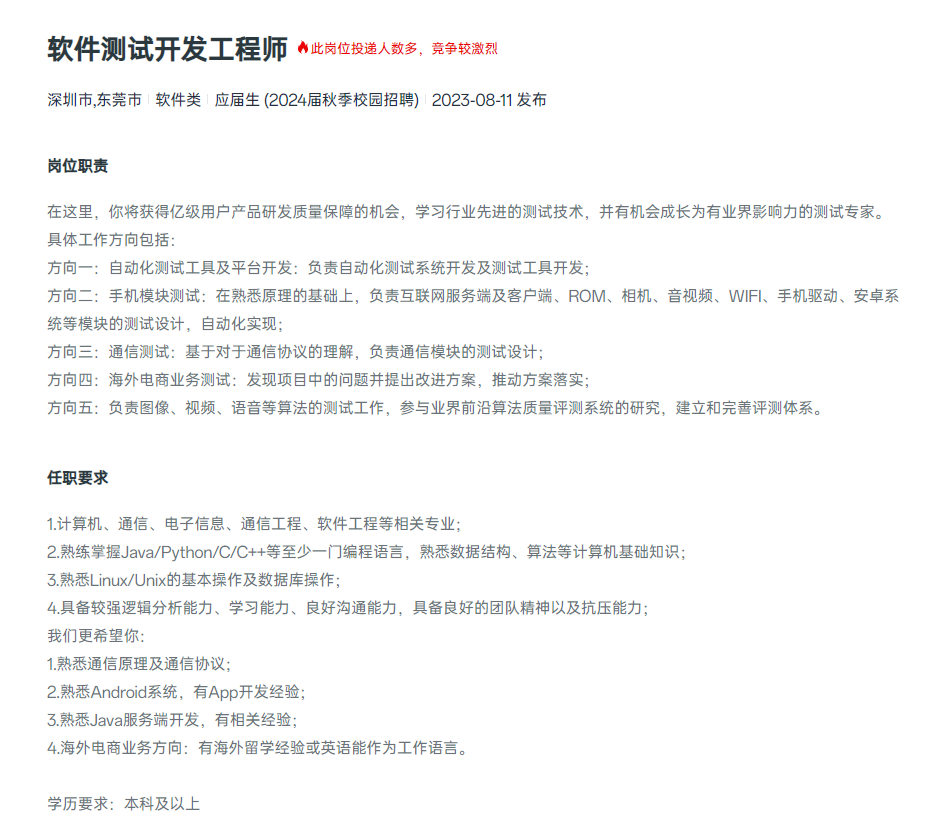 软件测试开发工程师 此岗位投递人数多，竞争较激烈
深圳市,东莞市 软件类 应届生 (2024届秋季校园招聘) 2023-08-11 发布
岗位职责
在这里，你将获得亿级用户产品研发质量保障的机会，学习行业先进的测试技术，并有机会成长为有业界影响力的测试专家。
具体工作方向包括：
方向一：自动化测试工具及平台开发：负责自动化测试系统开发及测试工具开发；
方向二：手机模块测试：在熟悉原理的基础上，负责互联网服务端及客户端、ROM、相机、音视频、WIFI、手机驱动、安卓系
统等模块的测试设计，自动化实现；
方向三：通信测试：基于对于通信协议的理解，负责通信模块的测试设计；
方向四：海外电商业务测试：发现项目中的问题并提出改进方案，推动方案落实；
方向五：负责图像、视频、语音等算法的测试工作，参与业界前沿算法质量评测系统的研究，建立和完善评测体系。
任职要求
1.计算机、通信、电子信息、通信工程、软件工程等相关专业；
2.熟练掌握Java/Python/C/C++等至少一门编程语言，熟悉数据结构、算法等计算机基础知识；
3.熟悉Linux/Unix的基本操作及数据库操作；
4.具备较强逻辑分析能力、学习能力、良好沟通能力，具备良好的团队精神以及抗压能力；
我们更希望你：
1.熟悉通信原理及通信协议；
2.熟悉Android系统，有App开发经验；
3.熟悉Java服务端开发，有相关经验；
4.海外电商业务方向：有海外留学经验或英语能作为工作语言。
学历要求：本科及以上